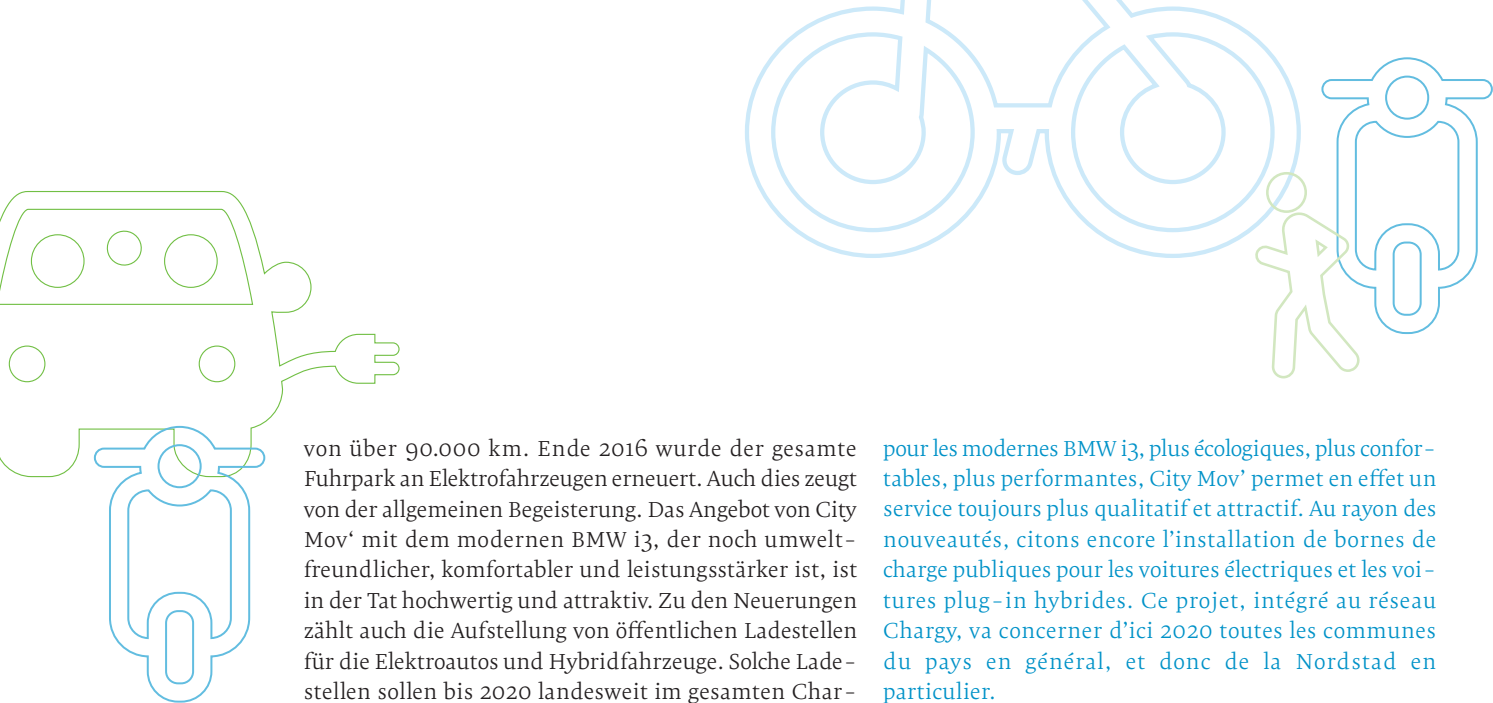 von über 90.000 km. Ende 2016 wurde der gesamte
Fuhrpark an Elektrofahrzeugen erneuert. Auch dies zeugt
von der allgemeinen Begeisterung. Das Angebot von City
Mov‘ mit dem modernen BMW i3, der noch umwelt-
freundlicher, komfortabler und leistungsstärker ist, ist
in der Tat hochwertig und attraktiv. Zu den Neuerungen
zählt auch die Aufstellung von öffentlichen Ladestellen
für die Elektroautos und Hybridfahrzeuge. Solche Lade-
stellen sollen bis 2020 landesweit im gesamten Char-
pour les modernes BMW i3, plus écologiques, plus confor-
tables, plus performantes, City Mov’ permet en effet un
service toujours plus qualitatif et attractif. Au rayon des
nouveautés, citons encore l’installation de bornes de
charge publiques pour les voitures électriques et les voi-
tures plug-in hybrides. Ce projet, intégré au réseau
Chargy, va concerner d’ici 2020 toutes les communes
du pays en général, et donc de la Nordstad en
particulier.